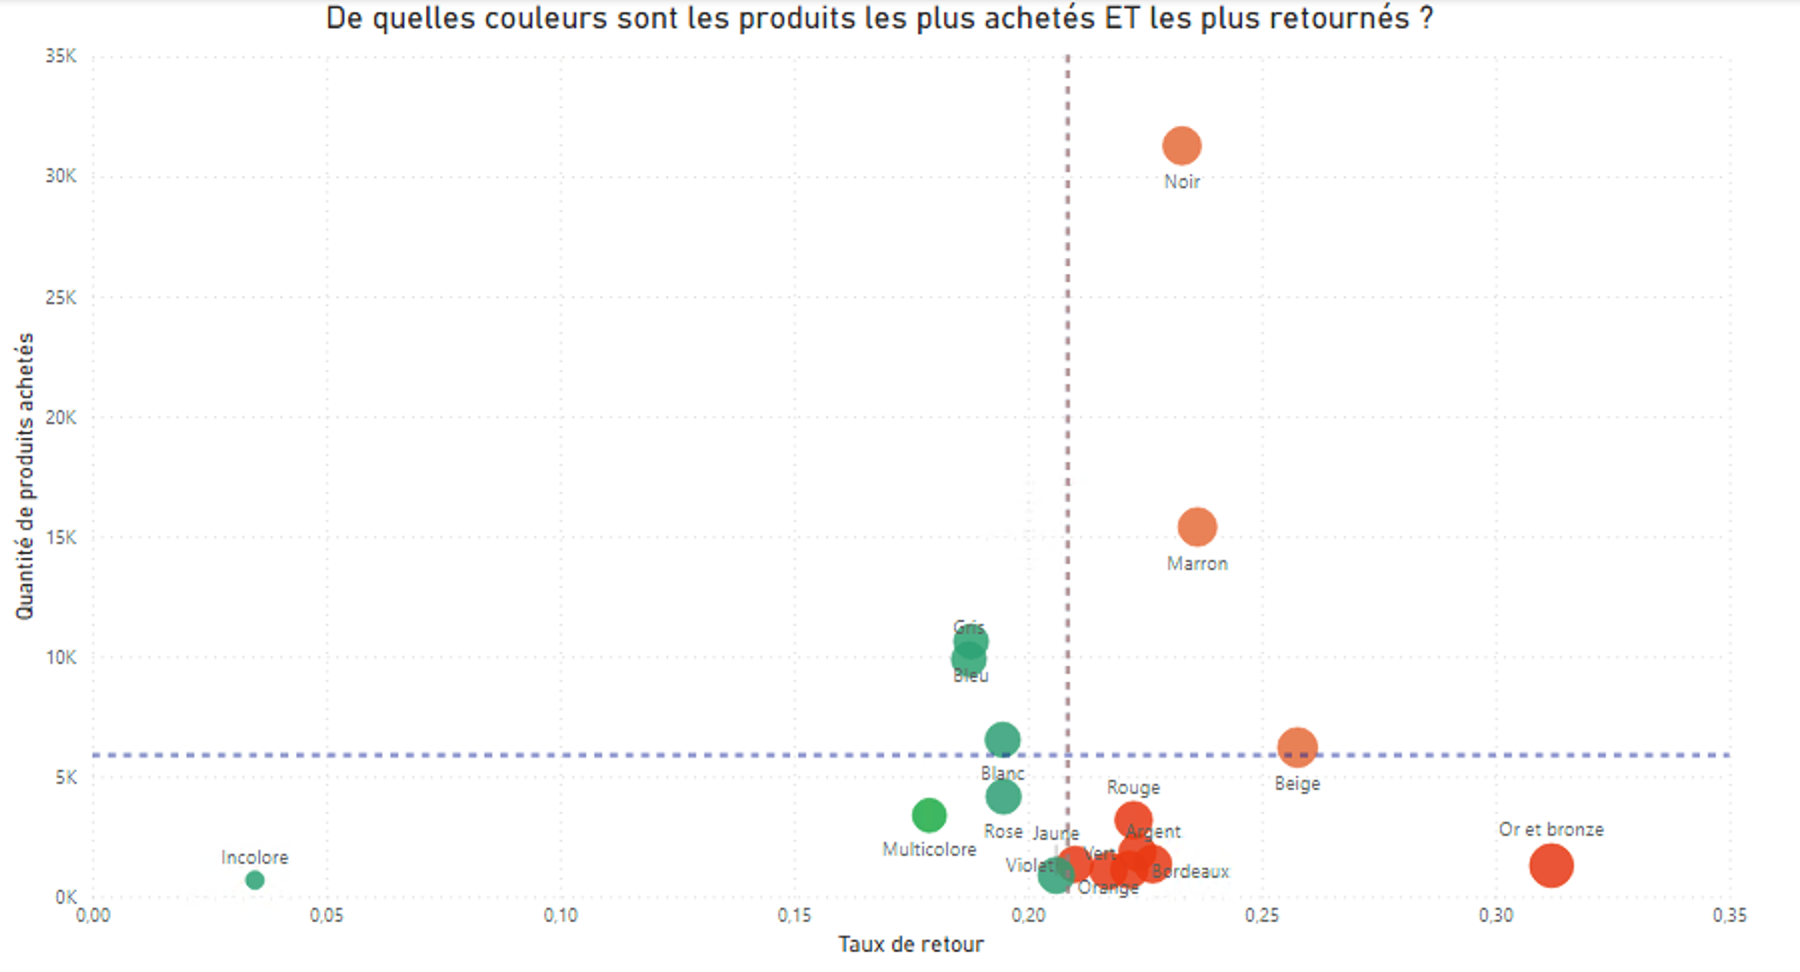 De quelles couleurs sont les produits les plus achetés ET les plus retournés ?
35K
30K
25K
20K
15K
10K
5K
0K
Quantité de produits achetés
Noir
Marron
Gris
Bleu
Blanc
Beige
Rouge
Rose
Jaune
Argent
Or et bronze
Multicolore
Incolore
Violet
Vert
Bordeaux
Orange
0,00
0,05
0,10
0,15
0,20
0,25
0,30
0,35
Taux de retour